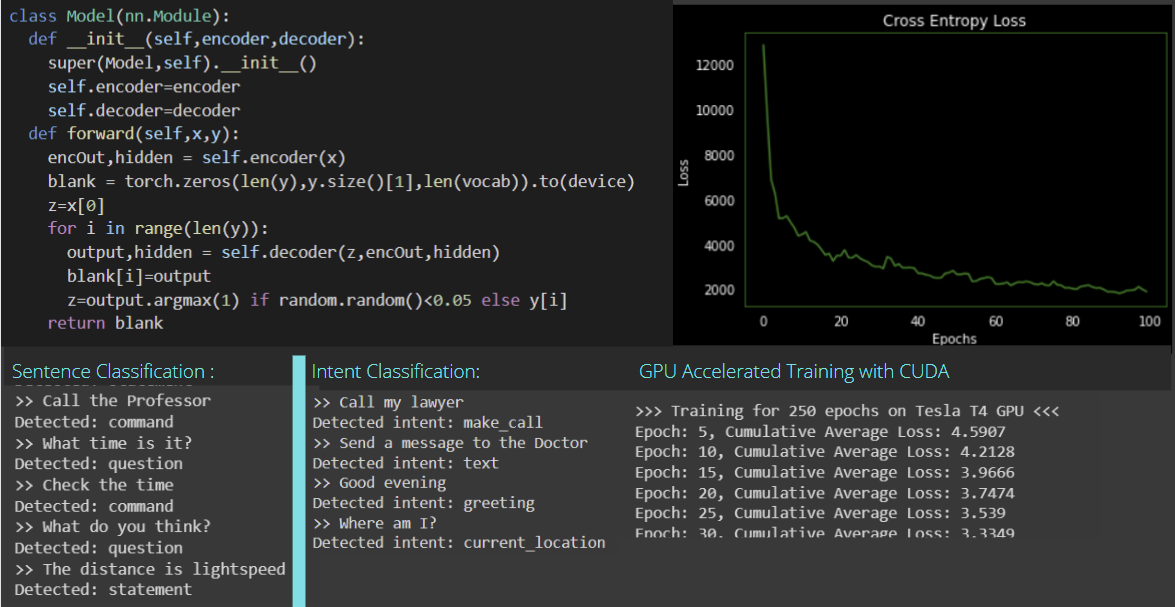 class Model(nn.Module):
  def __init__(self,encoder,decoder):
    super(Model,self).__init__()
    self.encoder=encoder
    self.decoder=decoder
  def forward(self,x,y):
    encOut,hidden = self.encoder(x)
    blank = torch.zeros(len(y),y.size()[1],len(vocab)).to(device)
    z=x[0]
    for i in range(len(y)):
      output,hidden = self.decoder(z,encOut,hidden)
      blank[i]=output
      z=output.argmax(1) if random.random()<0.05 else y[i]
    return blank
Cross Entropy Loss
Loss
12000
10000
8000
6000
4000
2000
0
20
40
60
80
100
Epochs
Sentence Classification :
>> Call the Professor
Detected: command
>> What time is it?
Detected: question
>> Check the time
Detected: command
>> What do you think?
Detected: question
>> The distance is lightspeed
Detected: statement
Intent Classification:
>> Call my lawyer
Detected intent: make_call
>> Send a message to the Doctor
Detected intent: text
>> Good evening
Detected intent: greeting
>> Where am I?
Detected intent: current_location
GPU Accelerated Training with CUDA
>>> Training for 250 epochs on Tesla T4 GPU <<<
Epoch: 5, Cumulative Average Loss: 4.5907
Epoch: 10, Cumulative Average Loss: 4.2128
Epoch: 15, Cumulative Average Loss: 3.9666
Epoch: 20, Cumulative Average Loss: 3.7474
Epoch: 25, Cumulative Average Loss: 3.539
Epoch: 30, Cumulative Average Loss: 3.3349